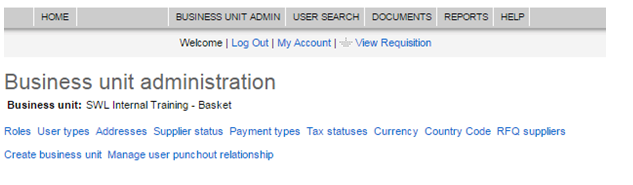 HOME BUSINESS UNIT ADMIN USER SEARCH DOCUMENTS REPORTS HELP
Welcome | Log Out | My Account | View Requisition
Business unit administration
Business unit: SWL Internal Training - Basket
Roles User types Addresses Supplier status Payment types Tax statuses Currency Country Code RFQ suppliers
Create business unit Manage user punchout relationship